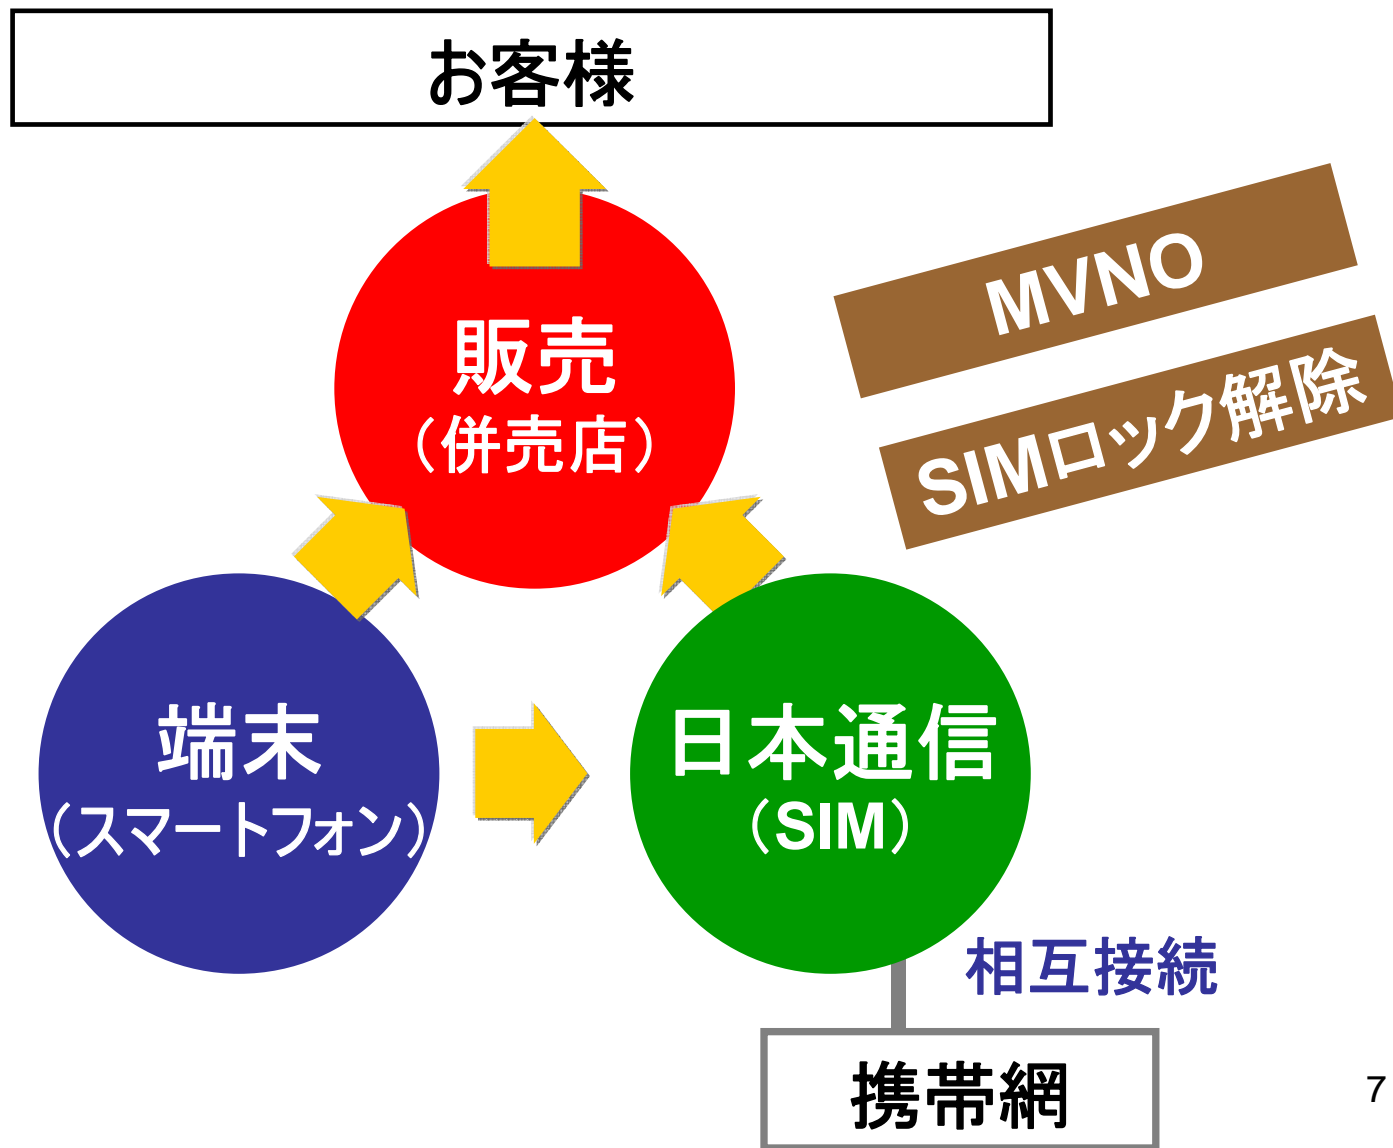 お客様
MVNO
SIMロック解除
販売
（併売店）
端末
（スマートフォン）
日本通信
（SIM）
相互接続
携帯網
7